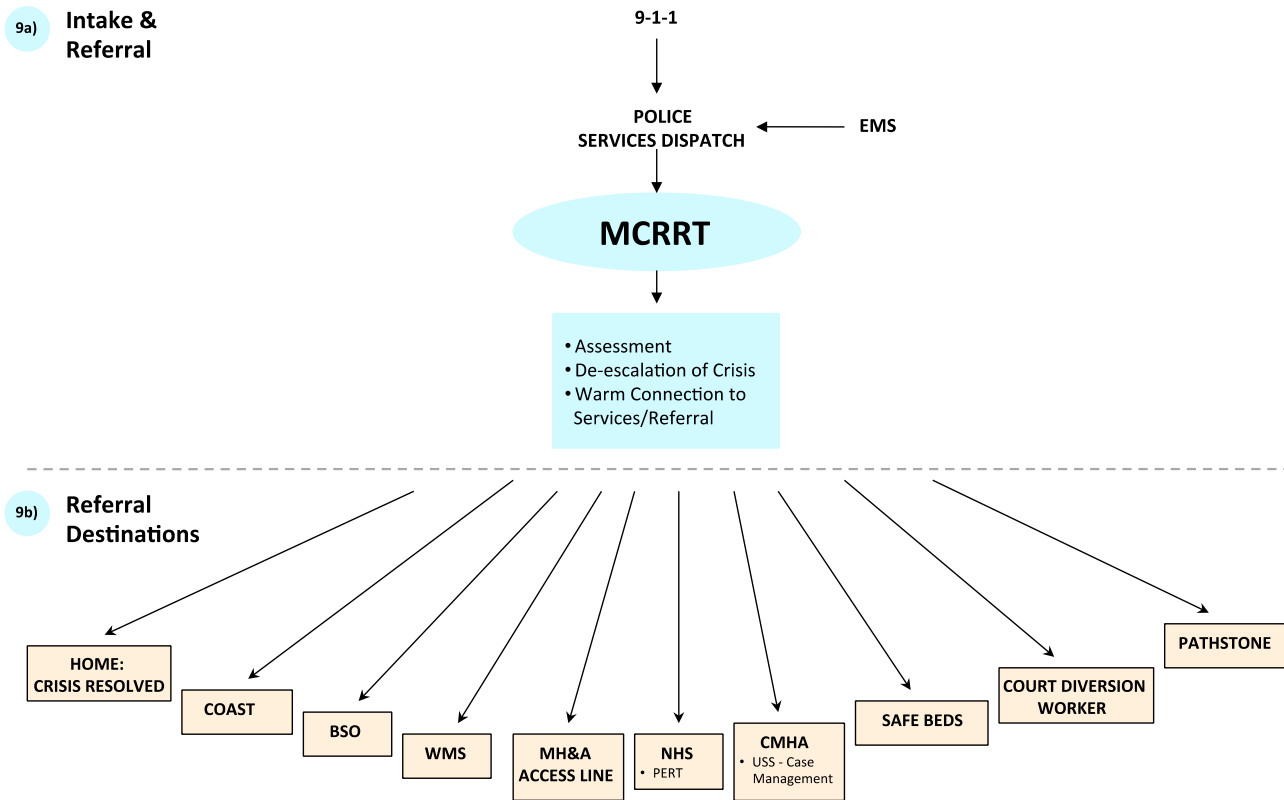 9a)
Intake &
Referral
9-1-1
POLICE
SERVICES DISPATCH
EMS
MCRRT
• Assessment
• De-escalation of Crisis
• Warm Connection to
Services/Referral
9b)
Referral
Destinations
HOME:
CRISIS RESOLVED
COAST
BSO
WMS
MH&A
ACCESS LINE
NHS
• PERT
CMHA
• USS - Case
Management
SAFE BEDS
COURT DIVERSION
WORKER
PATHSTONE